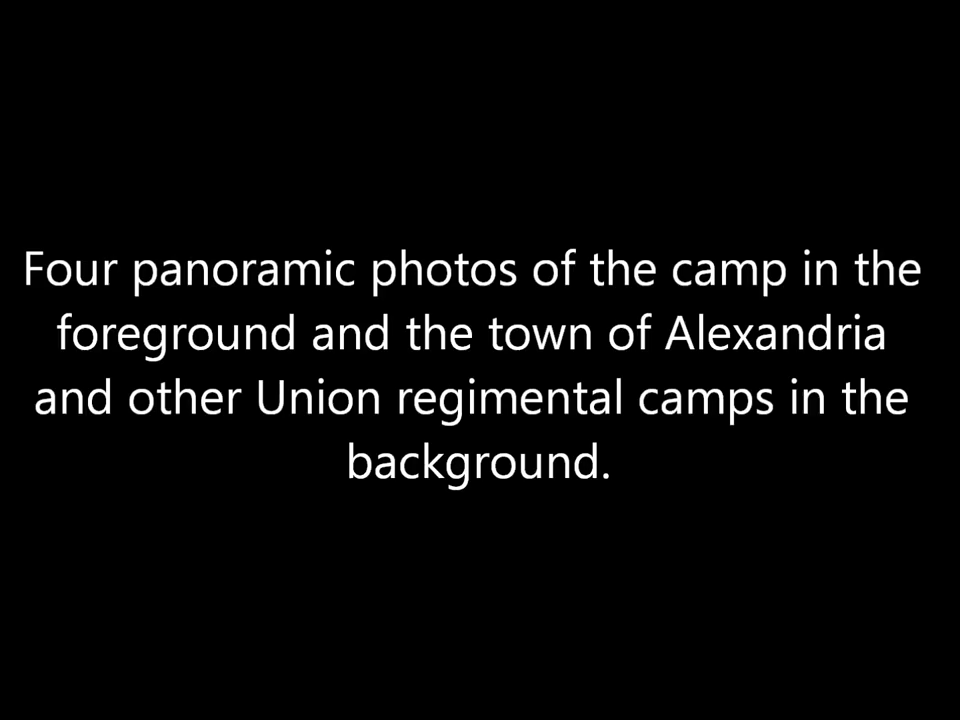 Four panoramic photos of the camp in the
foreground and the town of Alexandria
and other Union regimental camps in the
background.